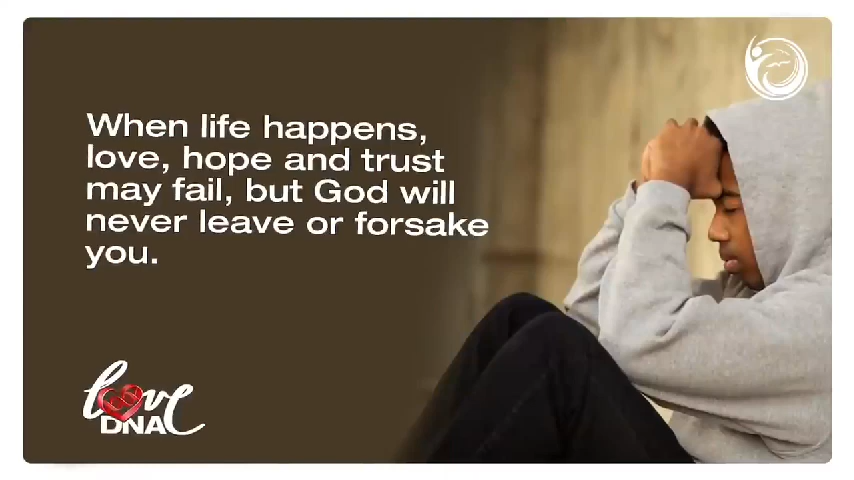 When life happens,
love, hope and trust
may fail, but God will
never leave or forsake
you.
love
DNA